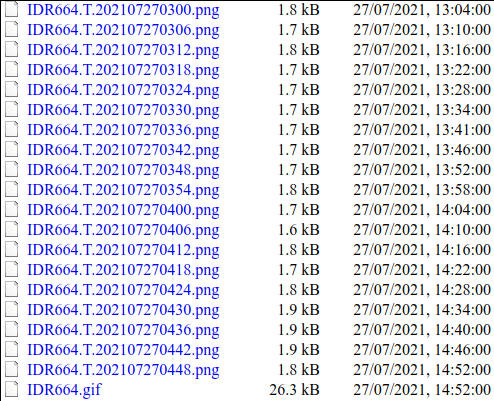 IDR664.T.202107270300.png 1.8 kB 27/07/2021, 13:04:00
IDR664.T.202107270306.png 1.7 kB 27/07/2021, 13:10:00
IDR664.T.202107270312.png 1.8 kB 27/07/2021, 13:16:00
IDR664.T.202107270318.png 1.7 kB 27/07/2021, 13:22:00
IDR664.T.202107270324.png 1.7 kB 27/07/2021, 13:28:00
IDR664.T.202107270330.png 1.7 kB 27/07/2021, 13:34:00
IDR664.T.202107270336.png 1.7 kB 27/07/2021, 13:41:00
IDR664.T.202107270342.png 1.7 kB 27/07/2021, 13:46:00
IDR664.T.202107270348.png 1.7 kB 27/07/2021, 13:52:00
IDR664.T.202107270354.png 1.8 kB 27/07/2021, 13:58:00
IDR664.T.202107270400.png 1.7 kB 27/07/2021, 14:04:00
IDR664.T.202107270406.png 1.6 kB 27/07/2021, 14:10:00
IDR664.T.202107270412.png 1.8 kB 27/07/2021, 14:16:00
IDR664.T.202107270418.png 1.7 kB 27/07/2021, 14:22:00
IDR664.T.202107270424.png 1.8 kB 27/07/2021, 14:28:00
IDR664.T.202107270430.png 1.9 kB 27/07/2021, 14:34:00
IDR664.T.202107270436.png 1.9 kB 27/07/2021, 14:40:00
IDR664.T.202107270442.png 1.9 kB 27/07/2021, 14:46:00
IDR664.T.202107270448.png 1.8 kB 27/07/2021, 14:52:00
IDR664.gif 26.3 kB 27/07/2021, 14:52:00